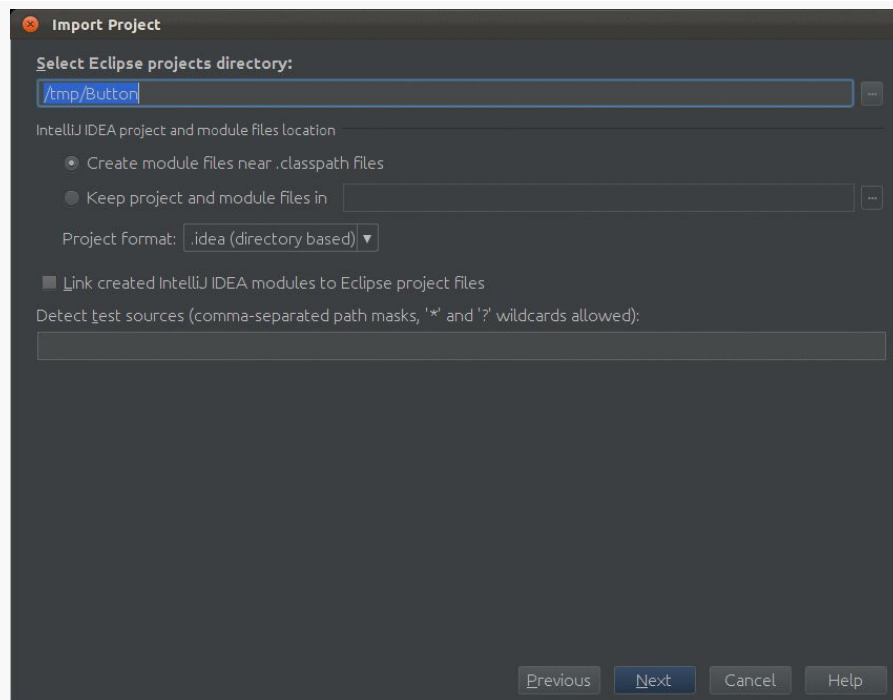 Import Project
Select Eclipse projects directory:
/tmp/Button
...
IntelliJ IDEA project and module files location
Create module files near .classpath files
Keep project and module files in
...
Project format: .idea (directory based)
Link created IntelliJ IDEA modules to Eclipse project files
Detect test sources (comma-separated path masks, '*' and '?' wildcards allowed):
Previous Next Cancel Help